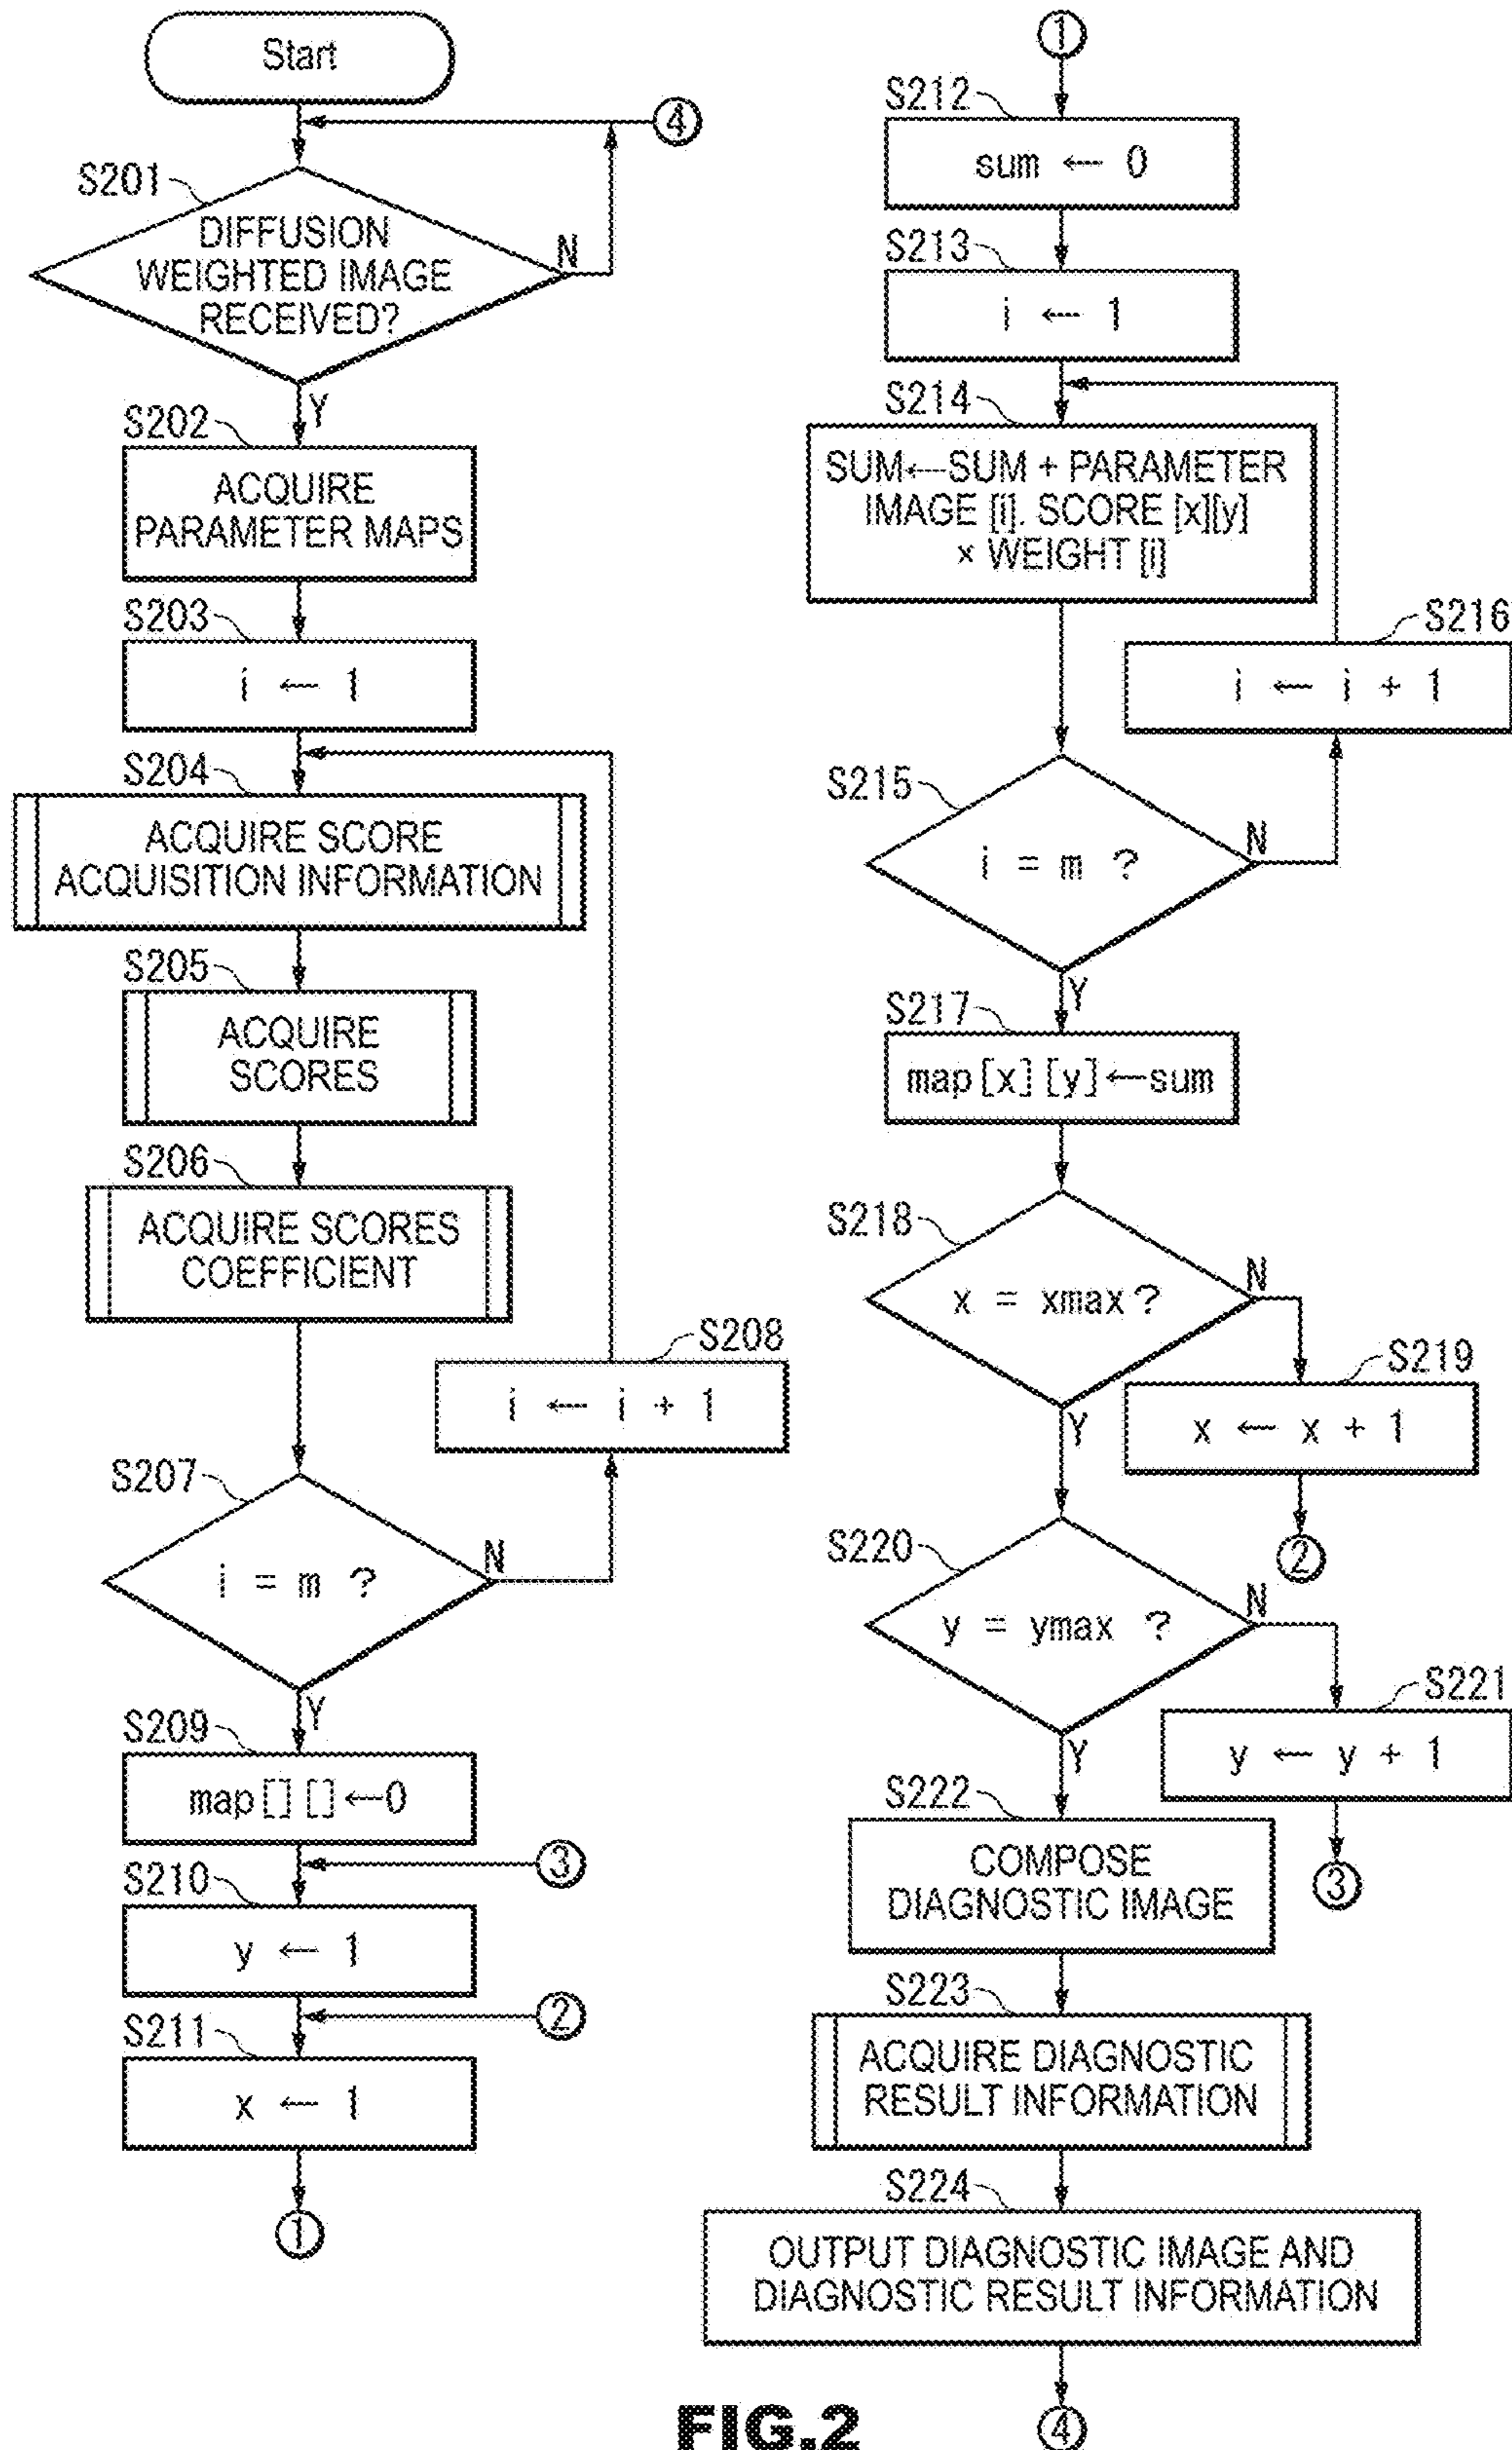 Start
④
S201
DIFFUSION
WEIGHTED IMAGE
RECEIVED?
N
Y
S202
ACQUIRE
PARAMETER MAPS
S203
i ← 1
S204
ACQUIRE SCORE
ACQUISITION INFORMATION
S205
ACQUIRE
SCORES
S206
ACQUIRE SCORES
COEFFICIENT
S208
i ← i + 1
S207
i = m ?
N
Y
S209
map[][]←0
③
S210
y ← 1
②
S211
x ← 1
①
①
S212
sum ← 0
S213
i ← 1
S214
SUM←SUM + PARAMETER
IMAGE [i]. SCORE [x][y]
× WEIGHT [i]
S216
i ← i + 1
S215
i = m ?
N
Y
S217
map[x][y]←sum
S218
x = xmax?
N
Y
S219
x ← x + 1
②
S220
y = ymax ?
N
Y
S221
y ← y + 1
③
S222
COMPOSE
DIAGNOSTIC IMAGE
S223
ACQUIRE DIAGNOSTIC
RESULT INFORMATION
S224
OUTPUT DIAGNOSTIC IMAGE AND
DIAGNOSTIC RESULT INFORMATION
④
FIG.2